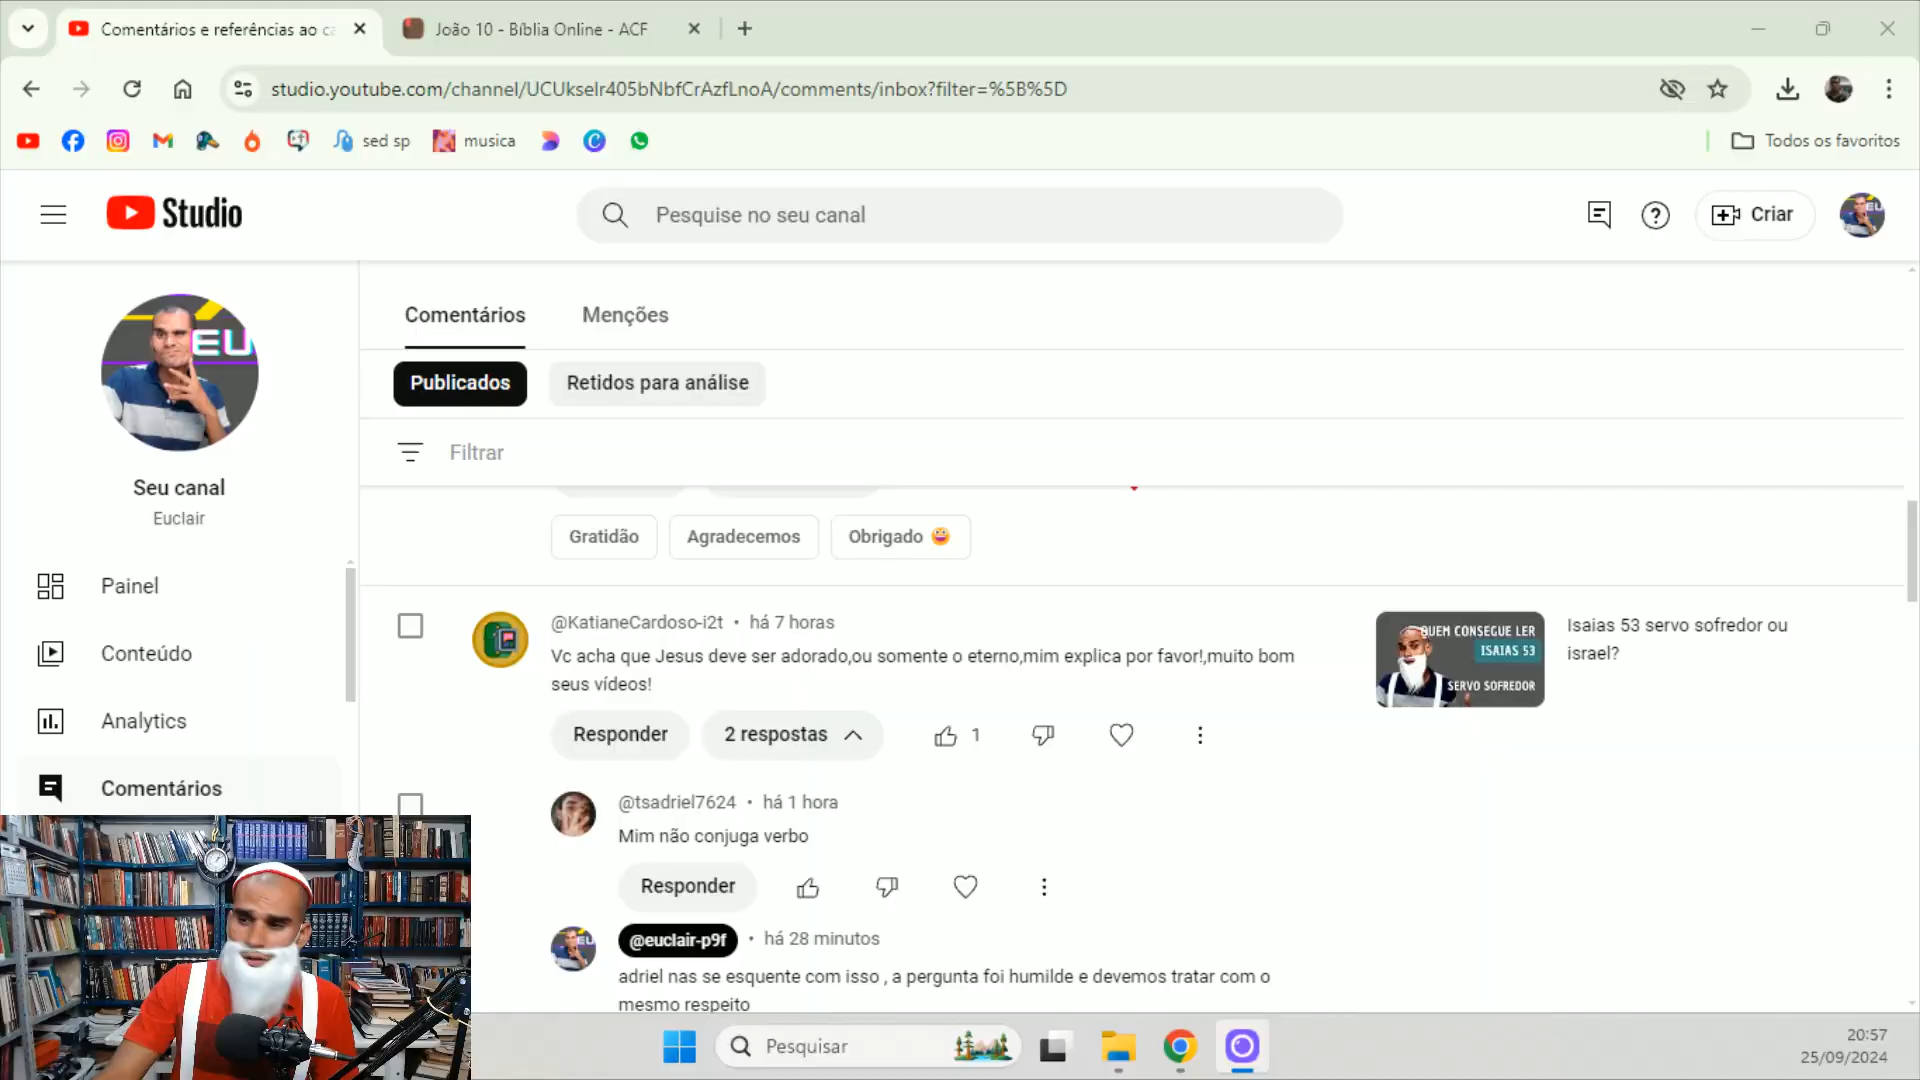 Comentários e referências ao ca
João 10 - Bíblia Online - ACF
studio.youtube.com/channel/UCUkseIr405bNbfCrAzfLnoA/comments/inbox?filter=%5B%5D
sed sp
musica
Todos os favoritos
Studio
Pesquise no seu canal
Criar
EU
Seu canal
Euclair
Painel
Conteúdo
Analytics
Comentários
Comentários
Menções
Publicados
Retidos para análise
Filtrar
Gratidão
Agradecemos
Obrigado 😀
@KatianeCardoso-i2t • há 7 horas
Vc acha que Jesus deve ser adorado,ou somente o eterno,mim explica por favor!,muito bom
seus vídeos!
Responder
2 respostas
1
QUEM CONSEGUE LER
ISAIAS 53
SERVO SOFREDOR
Isaias 53 servo sofredor ou
israel?
@tsadriel7624 • há 1 hora
Mim não conjuga verbo
Responder
@euclair-p9f • há 28 minutos
adriel nas se esquente com isso , a pergunta foi humilde e devemos tratar com o
mesmo respeito
Pesquisar
20:57
25/09/2024